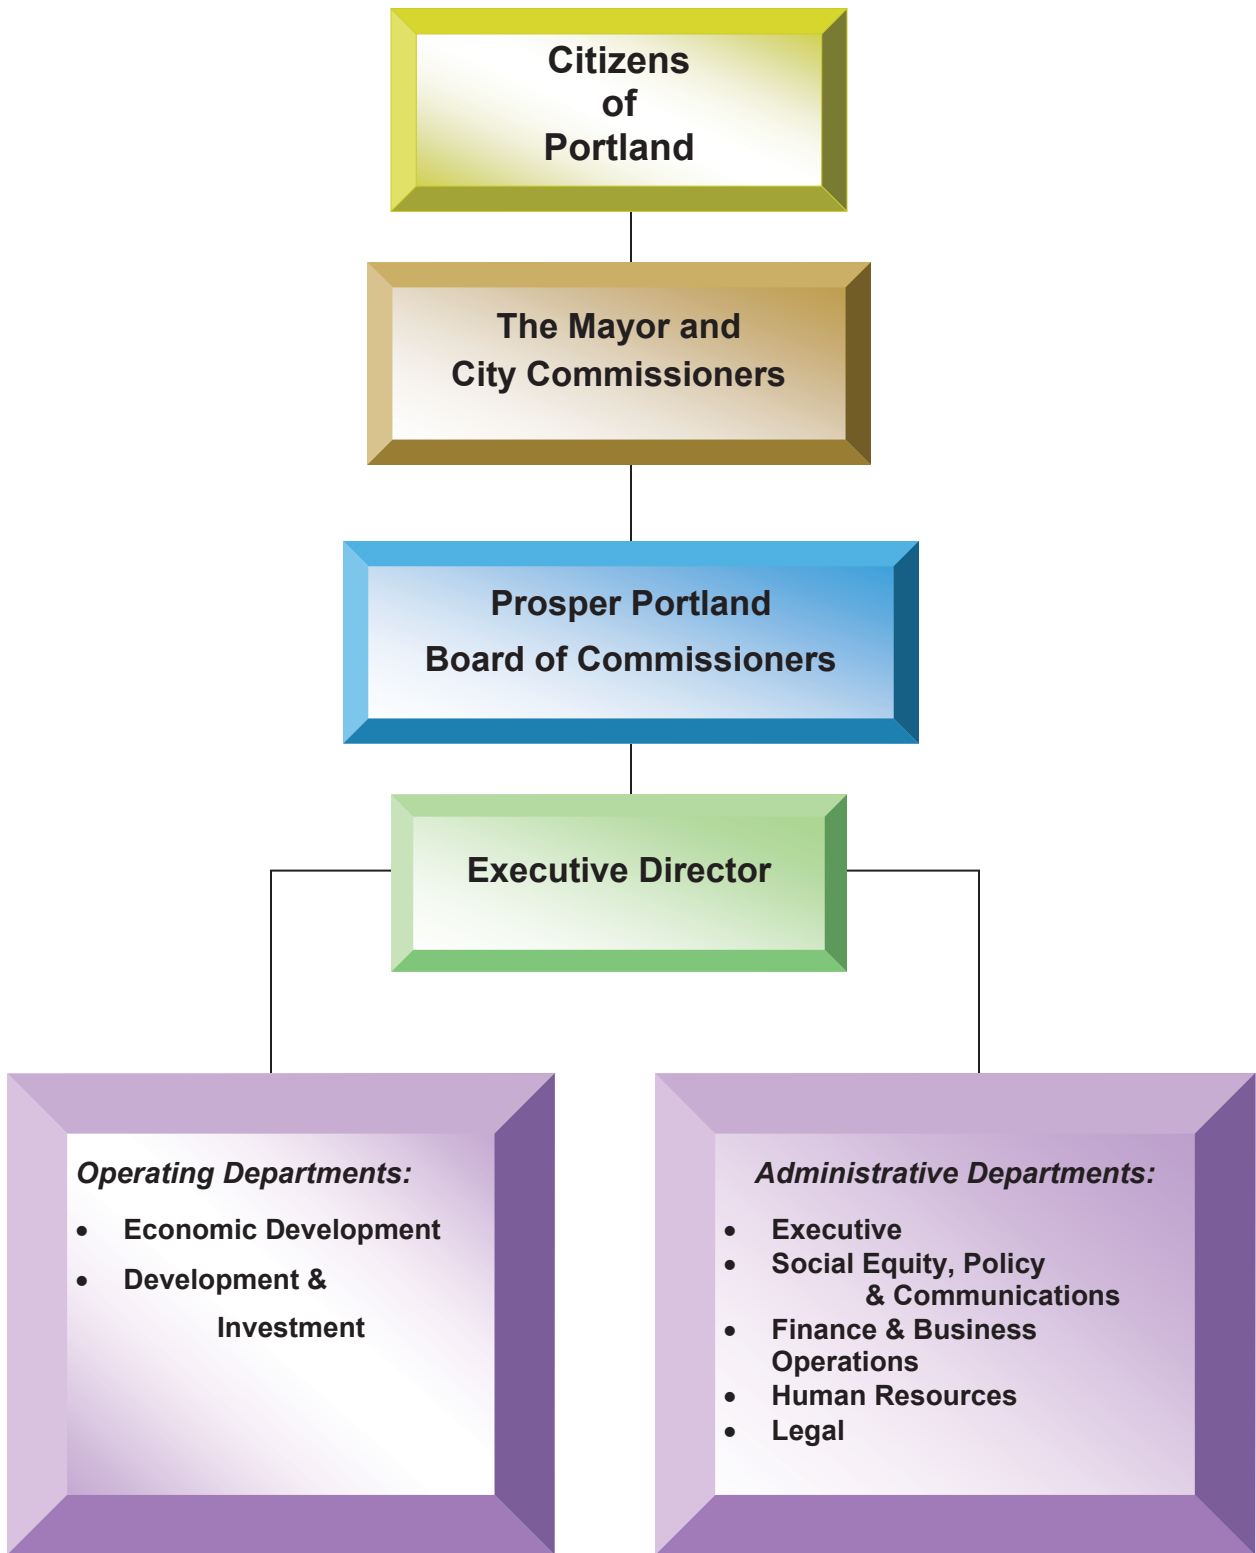 Citizens
of
Portland
The Mayor and
City Commissioners
Prosper Portland
Board of Commissioners
Executive Director
Operating Departments:
• Economic Development
• Development &
Investment
Administrative Departments:
• Executive
• Social Equity, Policy
& Communications
• Finance & Business
Operations
• Human Resources
• Legal